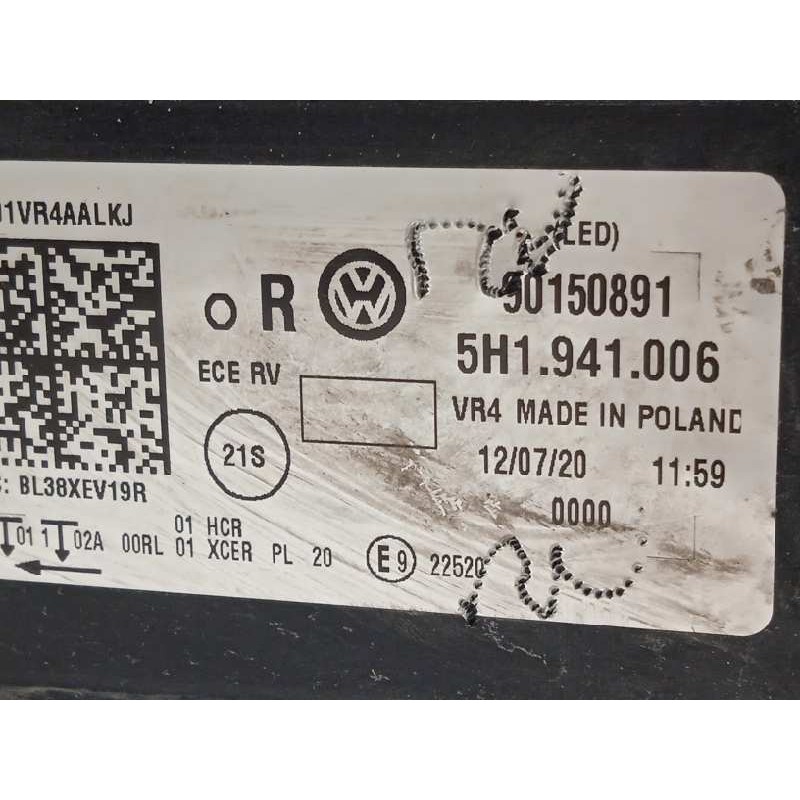 01VR4AALKJ
(LED)
o R
90150891
5H1.941.006
ECE RV
VR4 MADE IN POLAND
21S
12/07/20 11:59
: BL38XEV19R
0000
01 1 02A 00RL 01 HCR
01 XCER PL 20 E9 22520